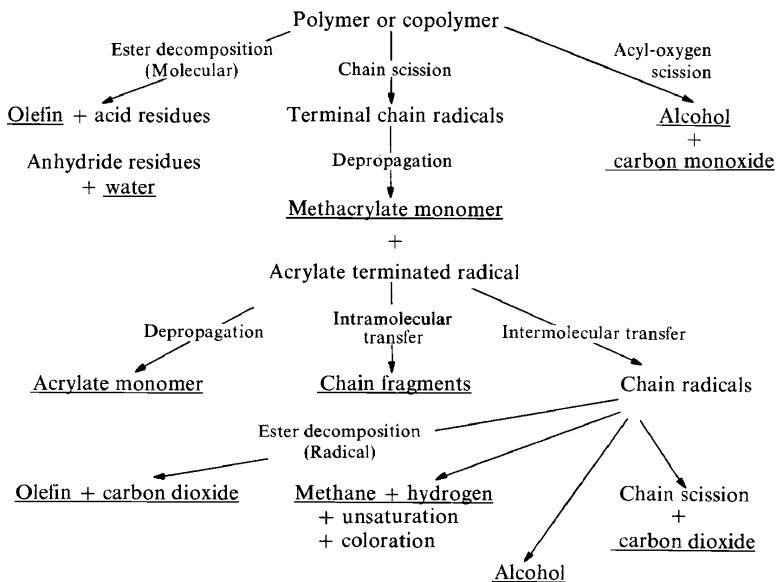 Polymer or copolymer
Ester decomposition
(Molecular)
Chain scission
Acyl-oxygen
scission
Olefin + acid residues
Terminal chain radicals
Alcohol
+
carbon monoxide
Anhydride residues
+ water
Depropagation
Methacrylate monomer
+
Acrylate terminated radical
Depropagation
Intramolecular
transfer
Intermolecular transfer
Acrylate monomer
Chain fragments
Chain radicals
Ester decomposition
(Radical)
Olefin + carbon dioxide
Methane + hydrogen
+ unsaturation
+ coloration
Chain scission
+
carbon dioxide
Alcohol